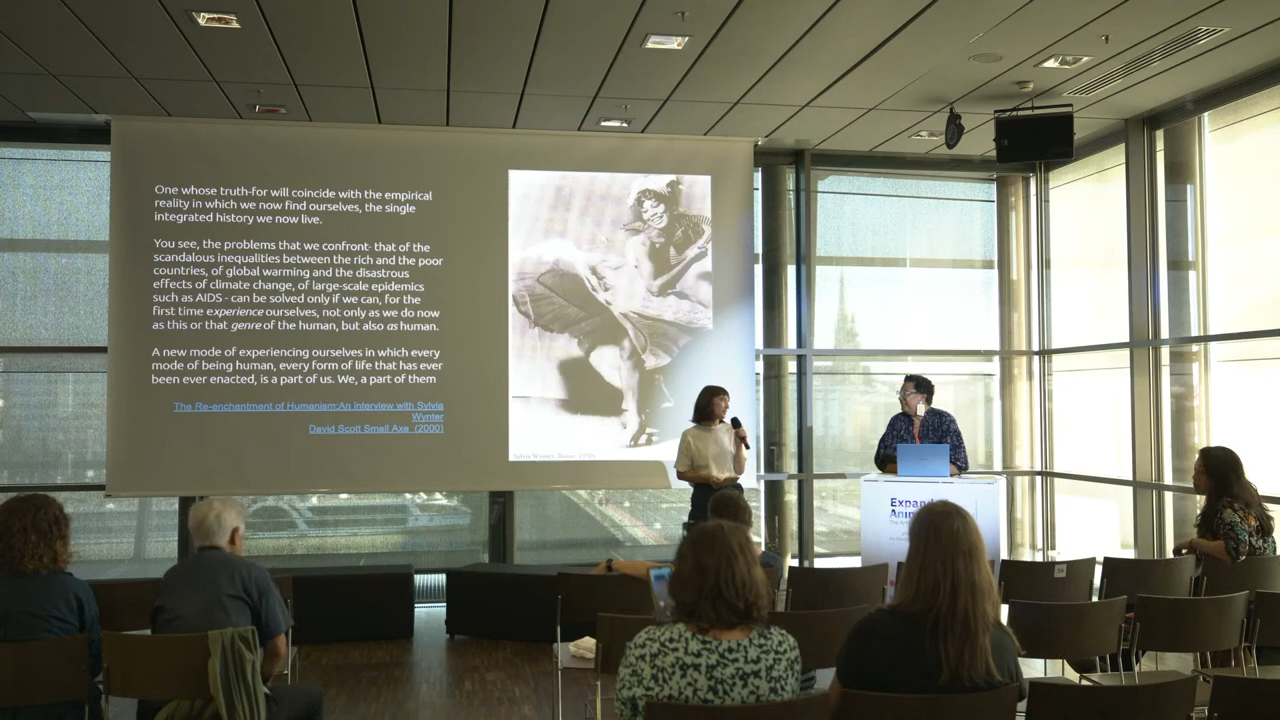 One whose truth-for will coincide with the empirical
reality in which we now find ourselves, the single
integrated history we now live.
You see, the problems that we confront- that of the
scandalous inequalities between the rich and the poor
countries, of global warming and the disastrous
effects of climate change, of large-scale epidemics
such as AIDS - can be solved only if we can, for the
first time experience ourselves, not only as we do now
as this or that genre of the human, but also as human.
A new mode of experiencing ourselves in which every
mode of being human, every form of life that has ever
been ever enacted, is a part of us. We, a part of them
The Re-enchantment of Humanism:An interview with Sylvia
Wynter
David Scott Small Axe (2000)
Sylvia Wynter, Rome,
Expand
Anim